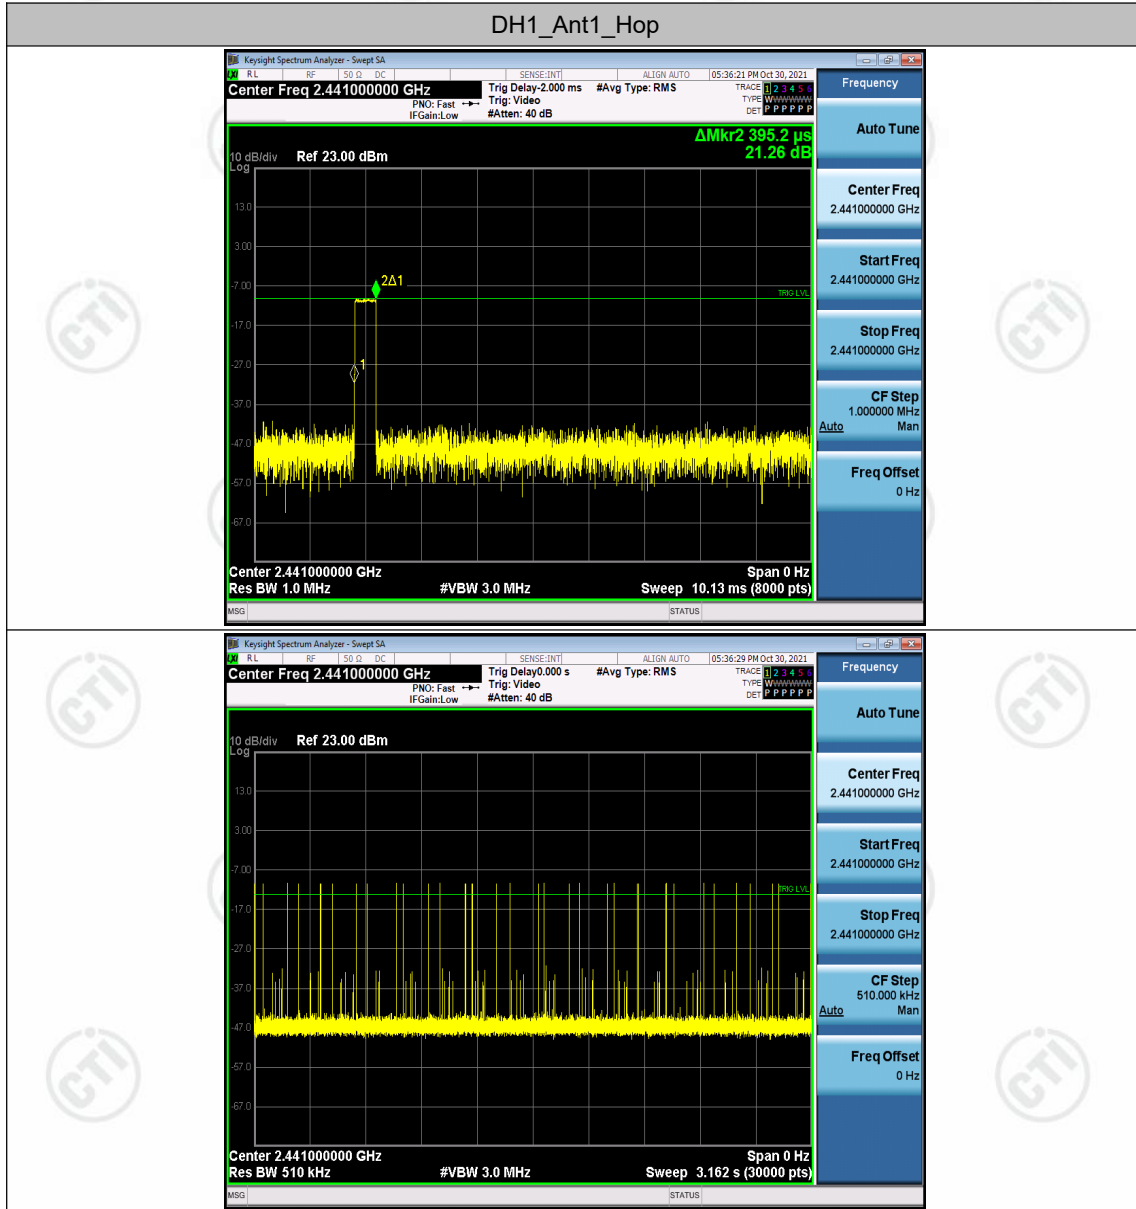 DH1_Ant1_Hop
Keysight Spectrum Analyzer - Swept SA
RL RF 50 Ω DC SENSE:INT ALIGN AUTO 05:36:21 PM Oct 30, 2021
Center Freq 2.441000000 GHz
PNO: Fast
IFGain:Low
Trig Delay-2.000 ms
Trig: Video
#Atten: 40 dB
#Avg Type: RMS
TRACE 1 2 3 4 5 6
TYPE WWWWWW
DET P P P P P P
ΔMkr2 395.2 µs
21.26 dB
10 dB/div
Log
Ref 23.00 dBm
13.0
3.00
-7.00
-17.0
-27.0
-37.0
-47.0
-57.0
-67.0
2Δ1
1
TRIG LVL
Center 2.441000000 GHz
Span 0 Hz
Res BW 1.0 MHz
#VBW 3.0 MHz
Sweep 10.13 ms (8000 pts)
MSG
STATUS
Frequency
Auto Tune
Center Freq
2.441000000 GHz
Start Freq
2.441000000 GHz
Stop Freq
2.441000000 GHz
CF Step
1.000000 MHz
Auto Man
Freq Offset
0 Hz
Keysight Spectrum Analyzer - Swept SA
RL RF 50 Ω DC SENSE:INT ALIGN AUTO 05:36:29 PM Oct 30, 2021
Center Freq 2.441000000 GHz
PNO: Fast
IFGain:Low
Trig Delay0.000 s
Trig: Video
#Atten: 40 dB
#Avg Type: RMS
TRACE 1 2 3 4 5 6
TYPE WWWWWW
DET P P P P P P
10 dB/div
Log
Ref 23.00 dBm
13.0
3.00
-7.00
-17.0
-27.0
-37.0
-47.0
-57.0
-67.0
TRIG LVL
Center 2.441000000 GHz
Span 0 Hz
Res BW 510 kHz
#VBW 3.0 MHz
Sweep 3.162 s (30000 pts)
MSG
STATUS
Frequency
Auto Tune
Center Freq
2.441000000 GHz
Start Freq
2.441000000 GHz
Stop Freq
2.441000000 GHz
CF Step
510.000 kHz
Auto Man
Freq Offset
0 Hz
CTI
CTI
CTI
CTI
CTI
CTI